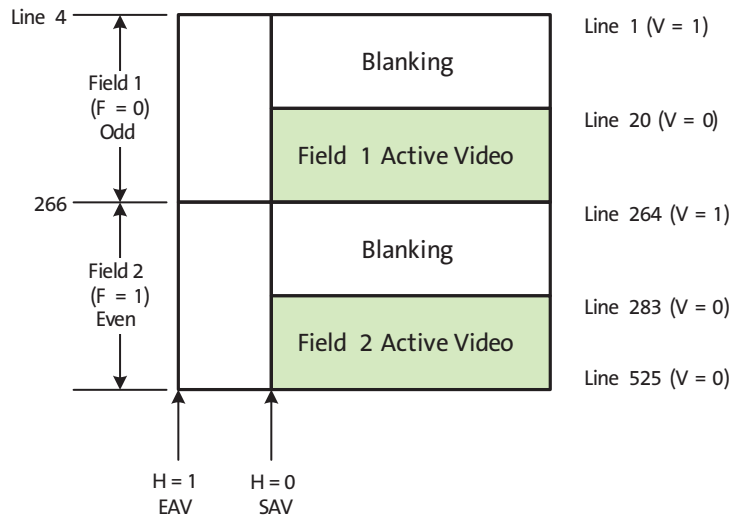 Line 4
Field 1
(F = 0)
Odd
266
Field 2
(F = 1)
Even
Blanking
Field 1 Active Video
Blanking
Field 2 Active Video
Line 1 (V = 1)
Line 20 (V = 0)
Line 264 (V = 1)
Line 283 (V = 0)
Line 525 (V = 0)
H = 1
EAV
H = 0
SAV